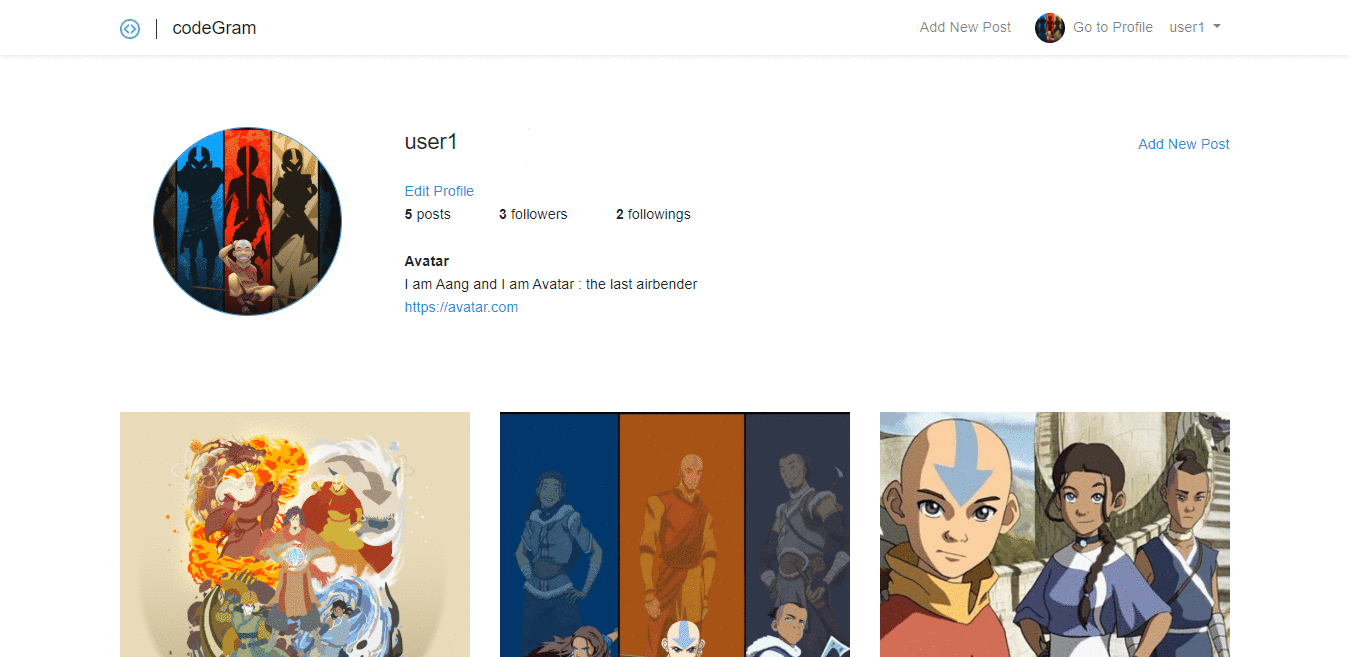 codeGram
Add New Post Go to Profile user1
user1
Add New Post
Edit Profile
5 posts 3 followers 2 followings
Avatar
I am Aang and I am Avatar : the last airbender
https://avatar.com